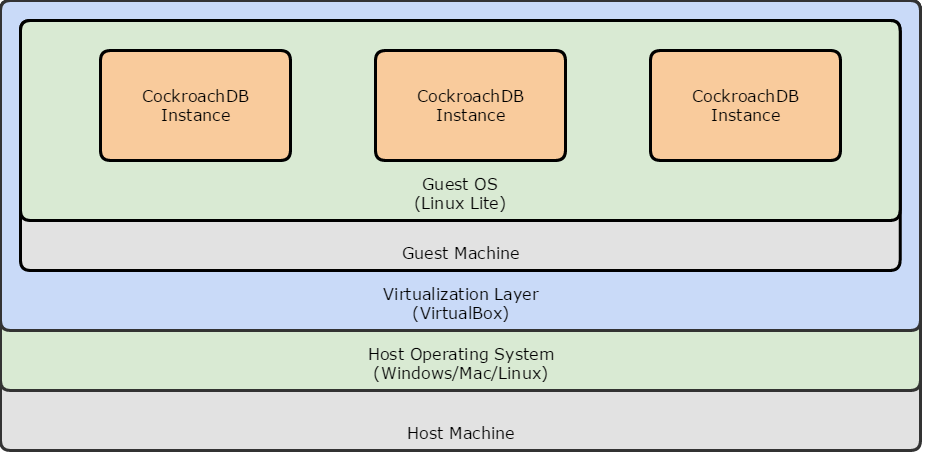 CockroachDB
Instance
CockroachDB
Instance
CockroachDB
Instance
Guest OS
(Linux Lite)
Guest Machine
Virtualization Layer
(VirtualBox)
Host Operating System
(Windows/Mac/Linux)
Host Machine